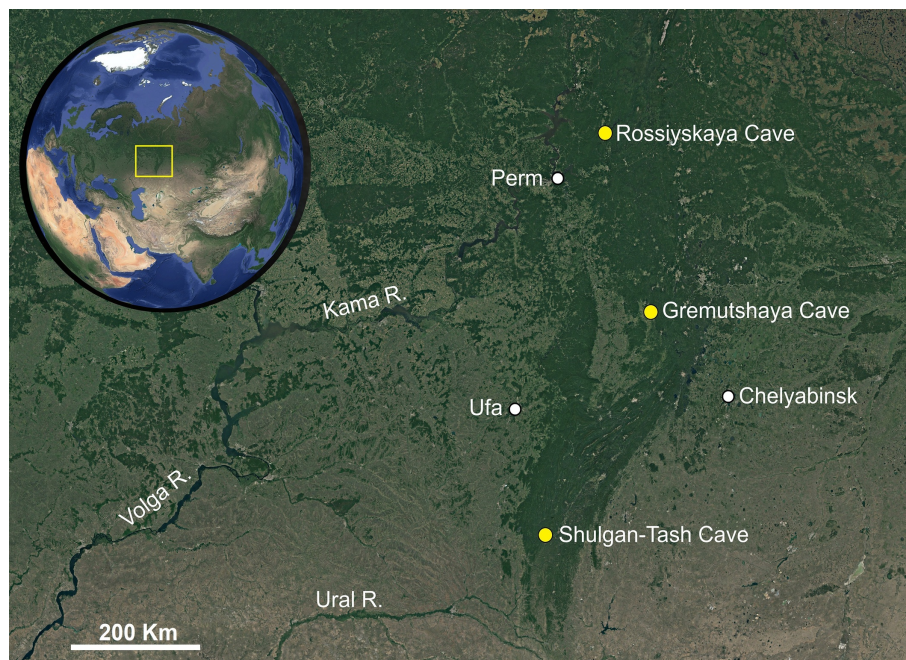 Rossiyskaya Cave
Perm
Kama R.
Gremutshaya Cave
Chelyabinsk
Ufa
Volga R.
Shulgan-Tash Cave
Ural R.
200 Km